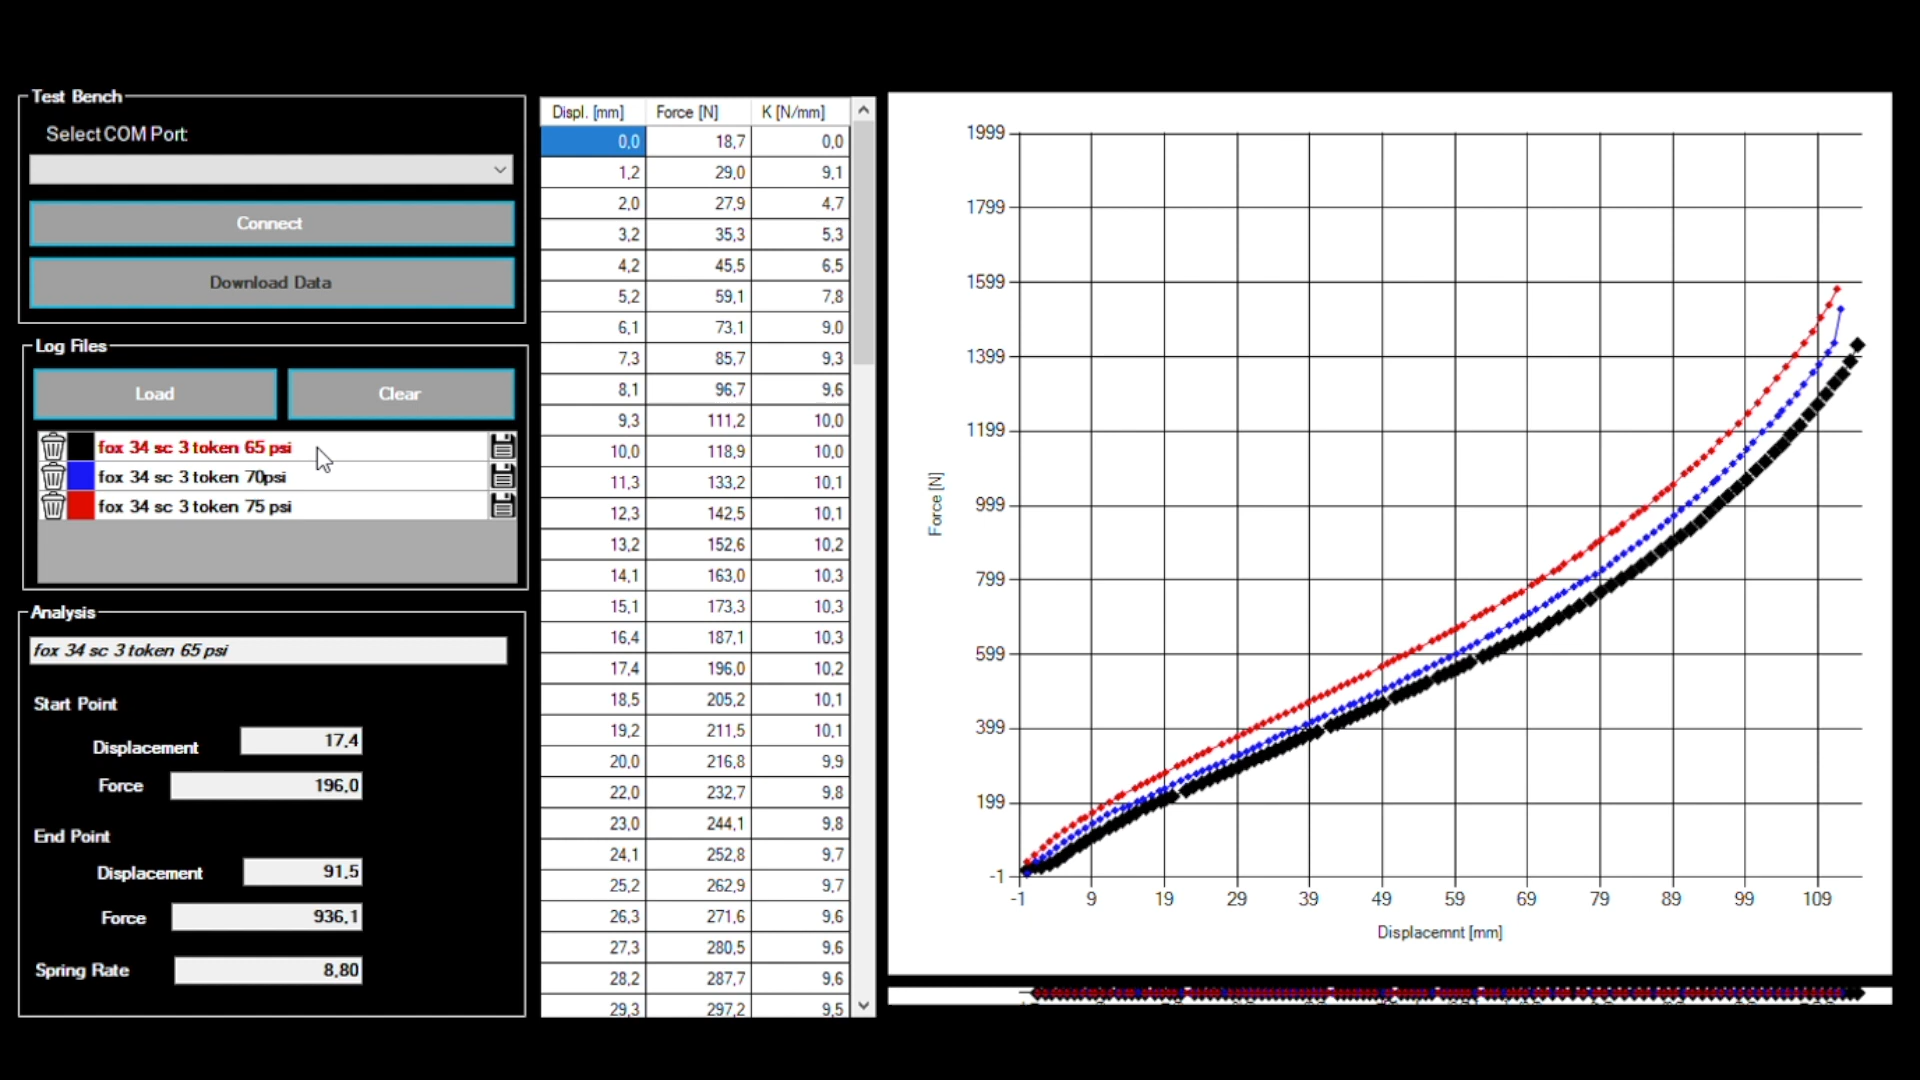 Test Bench
Select COM Port:
Connect
Download Data
Log Files
Load Clear
fox 34 sc 3 token 65 psi
fox 34 sc 3 token 70psi
fox 34 sc 3 token 75 psi
Analysis
fox 34 sc 3 token 65 psi
Start Point
Displacement 17,4
Force 196,0
End Point
Displacement 91,5
Force 936,1
Spring Rate 8,80
Displ. [mm] Force [N] K [N/mm]
0,0 18,7 0,0
1,2 29,0 9,1
2,0 27,9 4,7
3,2 35,3 5,3
4,2 45,5 6,5
5,2 59,1 7,8
6,1 73,1 9,0
7,3 85,7 9,3
8,1 96,7 9,6
9,3 111,2 10,0
10,0 118,9 10,0
11,3 133,2 10,1
12,3 142,5 10,1
13,2 152,6 10,2
14,1 163,0 10,3
15,1 173,3 10,3
16,4 187,1 10,3
17,4 196,0 10,2
18,5 205,2 10,1
19,2 211,5 10,1
20,0 216,8 9,9
22,0 232,7 9,8
23,0 244,1 9,8
24,1 252,8 9,7
25,2 262,9 9,7
26,3 271,6 9,6
27,3 280,5 9,6
28,2 287,7 9,6
29,3 297,2 9,5
1999
1799
1599
1399
1199
999
799
599
399
199
-1
Force [N]
-1 9 19 29 39 49 59 69 79 89 99 109
Displacemnt [mm]